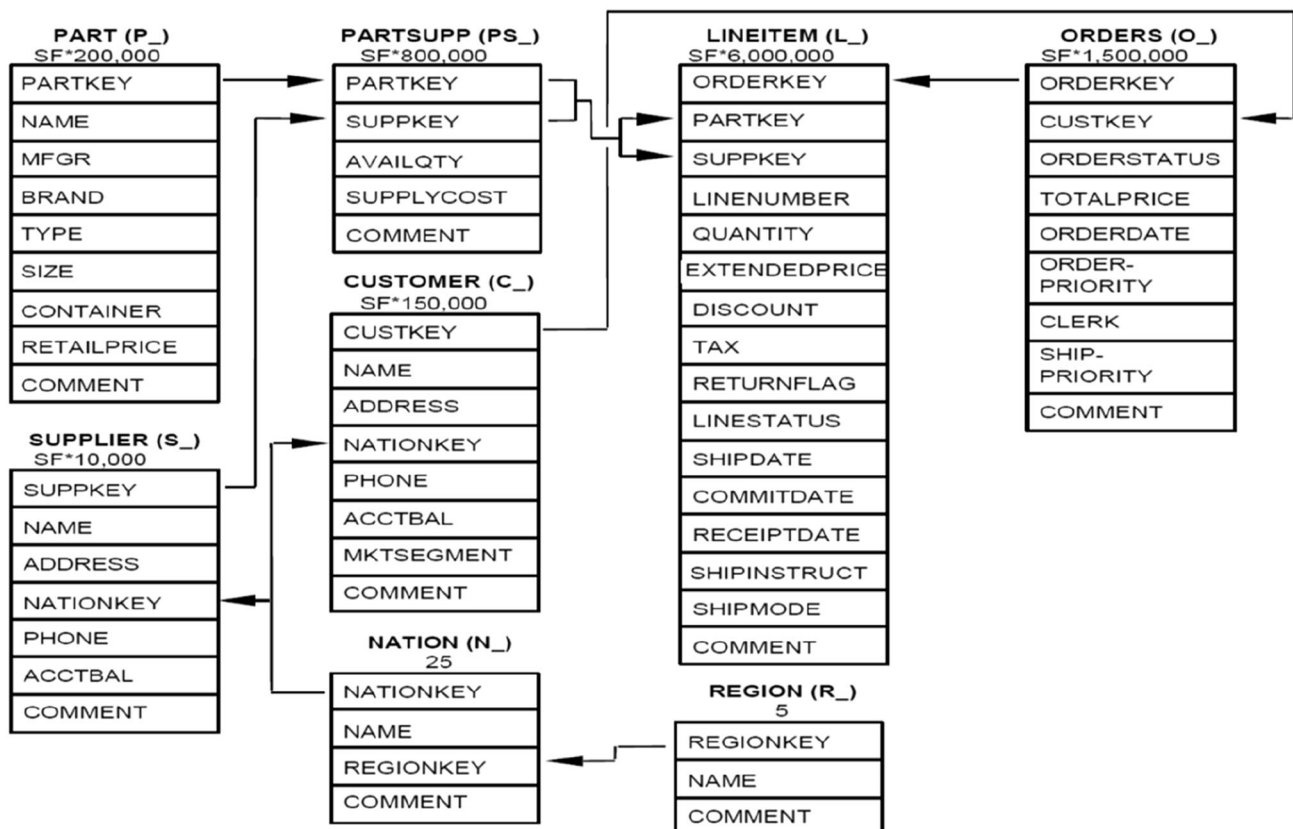 PART (P_)
SF*200,000
PARTKEY
NAME
MFGR
BRAND
TYPE
SIZE
CONTAINER
RETAILPRICE
COMMENT
SUPPLIER (S_)
SF*10,000
SUPPKEY
NAME
ADDRESS
NATIONKEY
PHONE
ACCTBAL
COMMENT
PARTSUPP (PS_)
SF*800,000
PARTKEY
SUPPKEY
AVAILQTY
SUPPLYCOST
COMMENT
CUSTOMER (C_)
SF*150,000
CUSTKEY
NAME
ADDRESS
NATIONKEY
PHONE
ACCTBAL
MKTSEGMENT
COMMENT
NATION (N_)
25
NATIONKEY
NAME
REGIONKEY
COMMENT
LINEITEM (L_)
SF*6,000,000
ORDERKEY
PARTKEY
SUPPKEY
LINENUMBER
QUANTITY
EXTENDEDPRICE
DISCOUNT
TAX
RETURNFLAG
LINESTATUS
SHIPDATE
COMMITDATE
RECEIPTDATE
SHIPINSTRUCT
SHIPMODE
COMMENT
REGION (R_)
5
REGIONKEY
NAME
COMMENT
ORDERS (O_)
SF*1,500,000
ORDERKEY
CUSTKEY
ORDERSTATUS
TOTALPRICE
ORDERDATE
ORDER-
PRIORITY
CLERK
SHIP-
PRIORITY
COMMENT